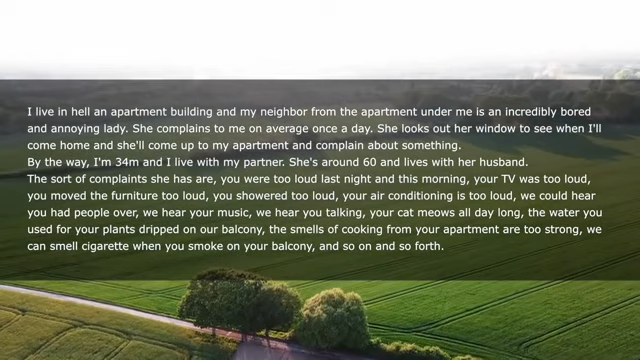 I live in hell an apartment building and my neighbor from the apartment under me is an incredibly bored
and annoying lady. She complains to me on average once a day. She looks out her window to see when I'll
come home and she'll come up to my apartment and complain about something.
By the way, I'm 34m and I live with my partner. She's around 60 and lives with her husband.
The sort of complaints she has are, you were too loud last night and this morning, your TV was too loud,
you moved the furniture too loud, you showered too loud, your air conditioning is too loud, we could hear
you had people over, we hear your music, we hear you talking, your cat meows all day long, the water you
used for your plants dripped on our balcony, the smells of cooking from your apartment are too strong, we
can smell cigarette when you smoke on your balcony, and so on and so forth.